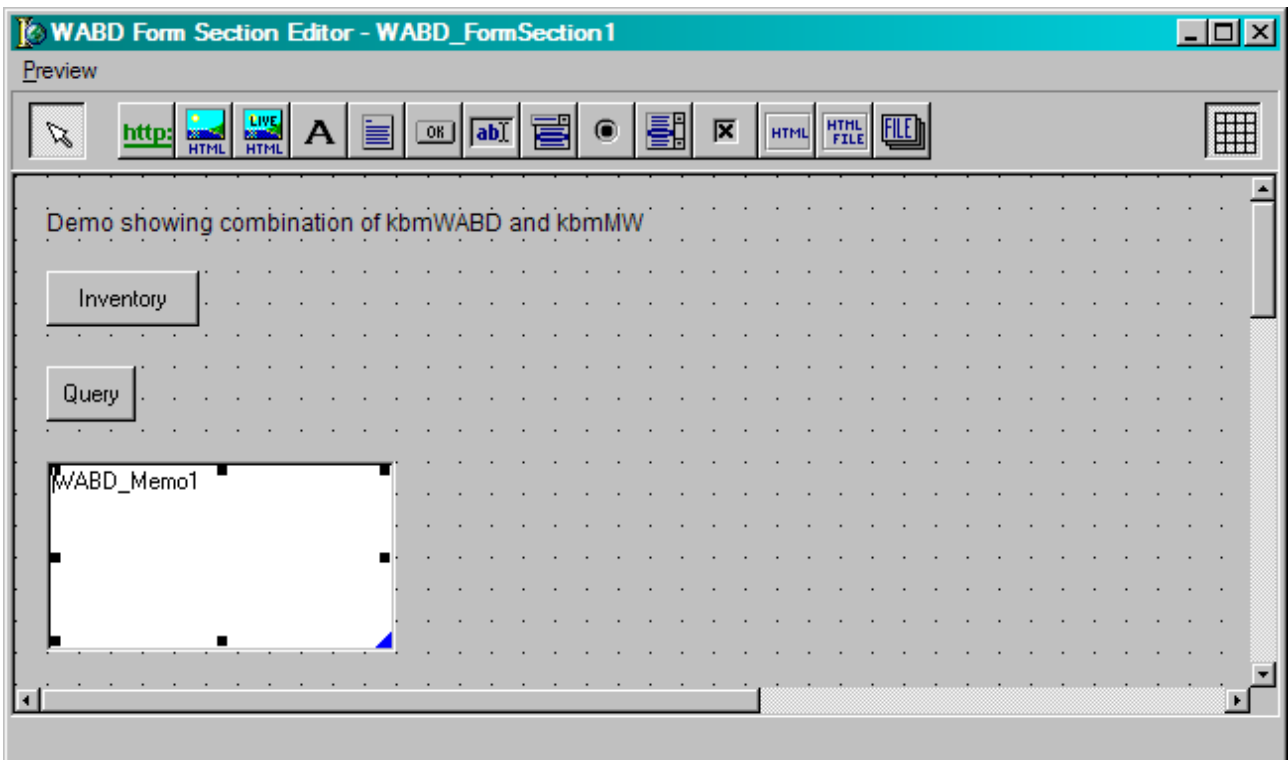 WABD Form Section Editor - WABD_FormSection1
Preview
http: HTML LIVE HTML A OK ab HTML HTML FILE FILE
Demo showing combination of kbmWABD and kbmMW
Inventory
Query
WABD_Memo1